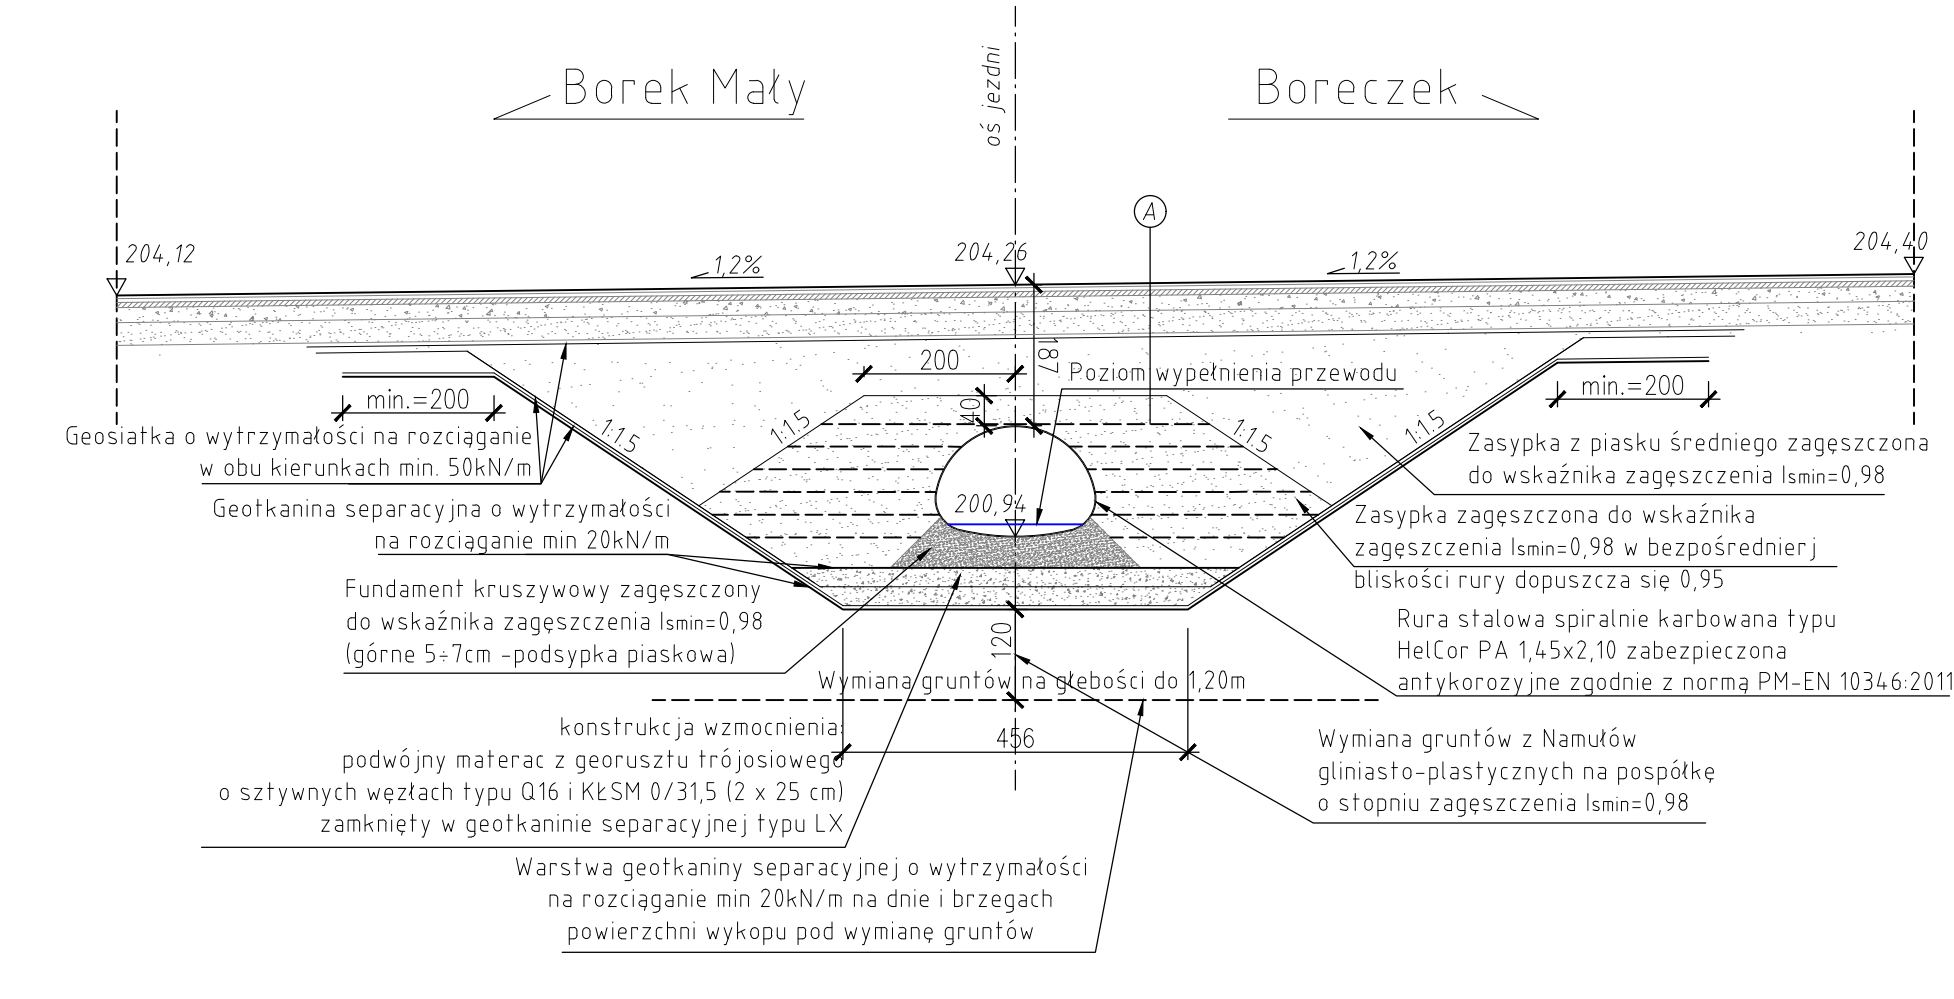 oś jezdni
Borek Mały
Boreczek
A
204,12
204,26
204,40
1,2%
1,2%
187
200
Poziom wypełnienia przewodu
min.=200
min.=200
40
1:1.5
1:1.5
1:1.5
1:1.5
Geosiatka o wytrzymałości na rozciąganie
w obu kierunkach min. 50kN/m
Zasypka z piasku średniego zagęszczona
do wskaźnika zagęszczenia Ismin=0,98
Geotkanina separacyjna o wytrzymałości
na rozciąganie min 20kN/m
200,94
Zasypka zagęszczona do wskaźnika
zagęszczenia Ismin=0,98 w bezpośrednierj
bliskości rury dopuszcza się 0,95
Fundament kruszywowy zagęszczony
do wskaźnika zagęszczenia Ismin=0,98
(górne 5÷7cm -podsypka piaskowa)
Rura stalowa spiralnie karbowana typu
HelCor PA 1,45x2,10 zabezpieczona
antykorozyjne zgodnie z normą PM-EN 10346:2011
120
Wymiana gruntów na głebości do 1,20m
456
konstrukcja wzmocnienia:
podwójny materac z georusztu trójosiowego
o sztywnych węzłach typu Q16 i KŁSM 0/31,5 (2 x 25 cm)
zamknięty w geotkaninie separacyjnej typu LX
Wymiana gruntów z Namułów
gliniasto-plastycznych na pospółkę
o stopniu zagęszczenia Ismin=0,98
Warstwa geotkaniny separacyjnej o wytrzymałości
na rozciąganie min 20kN/m na dnie i brzegach
powierzchni wykopu pod wymianę gruntów